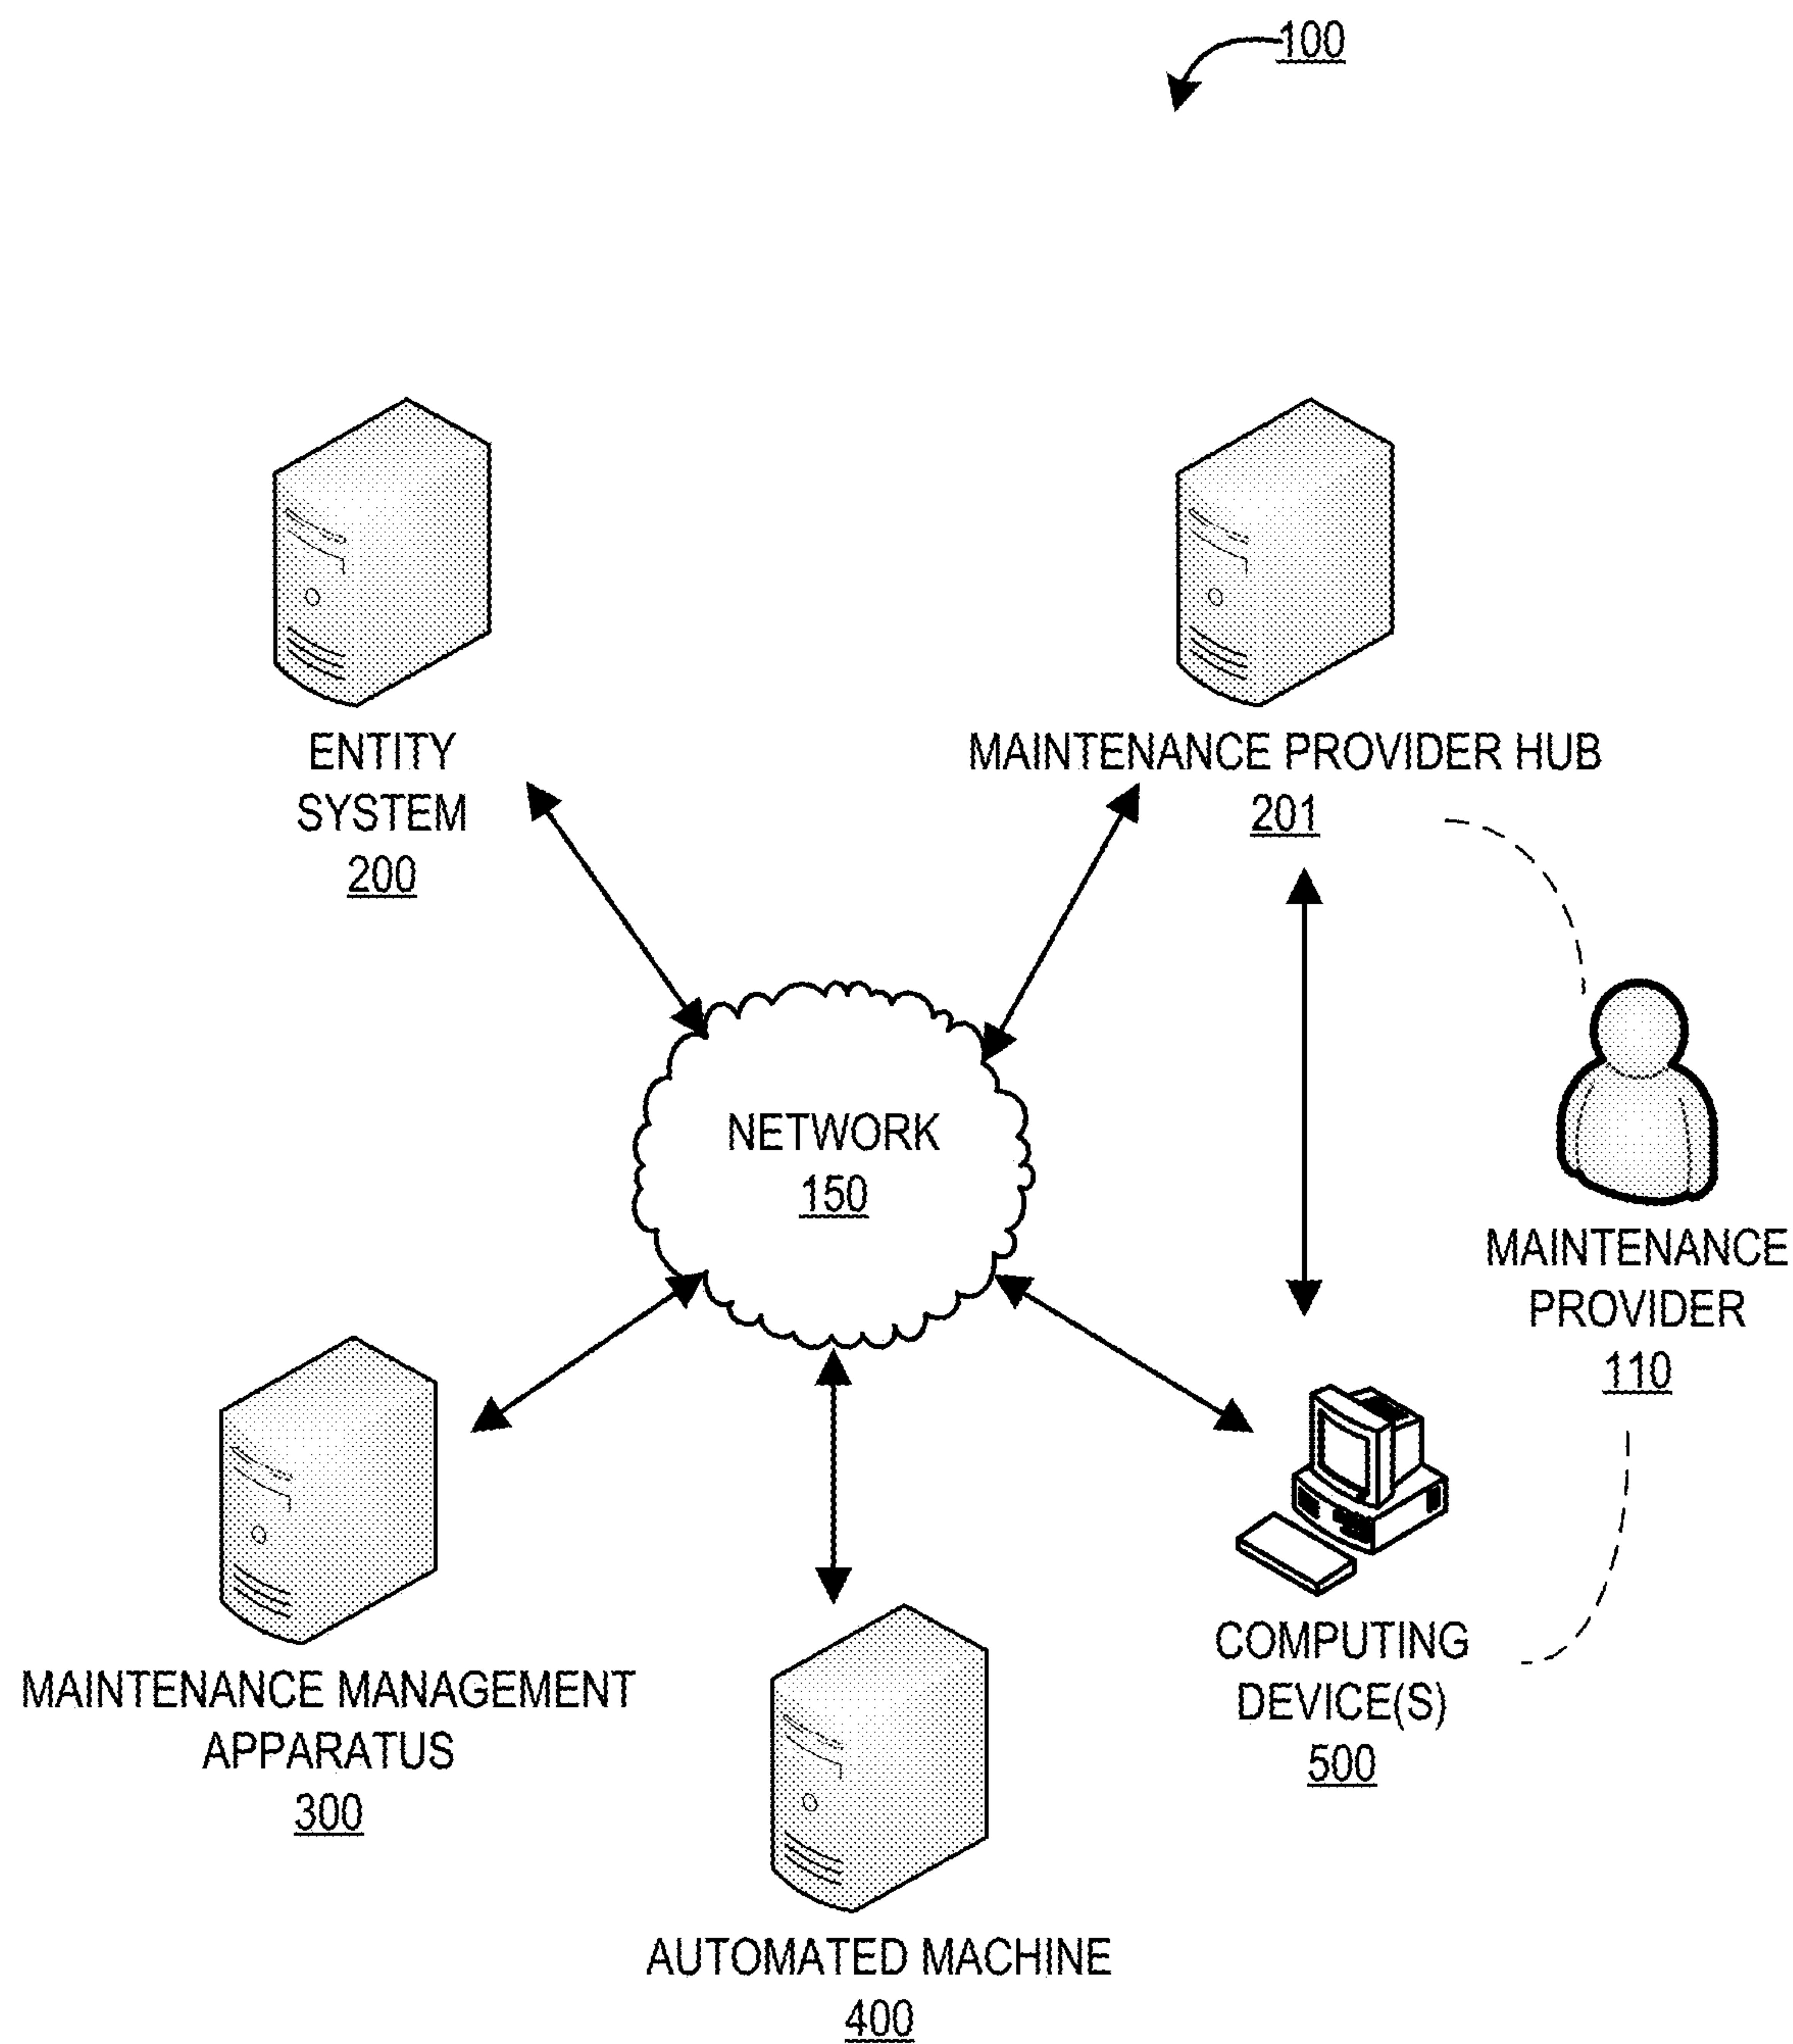 100
ENTITY
SYSTEM
200
MAINTENANCE PROVIDER HUB
201
NETWORK
150
MAINTENANCE
PROVIDER
110
MAINTENANCE MANAGEMENT
APPARATUS
300
COMPUTING
DEVICE(S)
500
AUTOMATED MACHINE
400